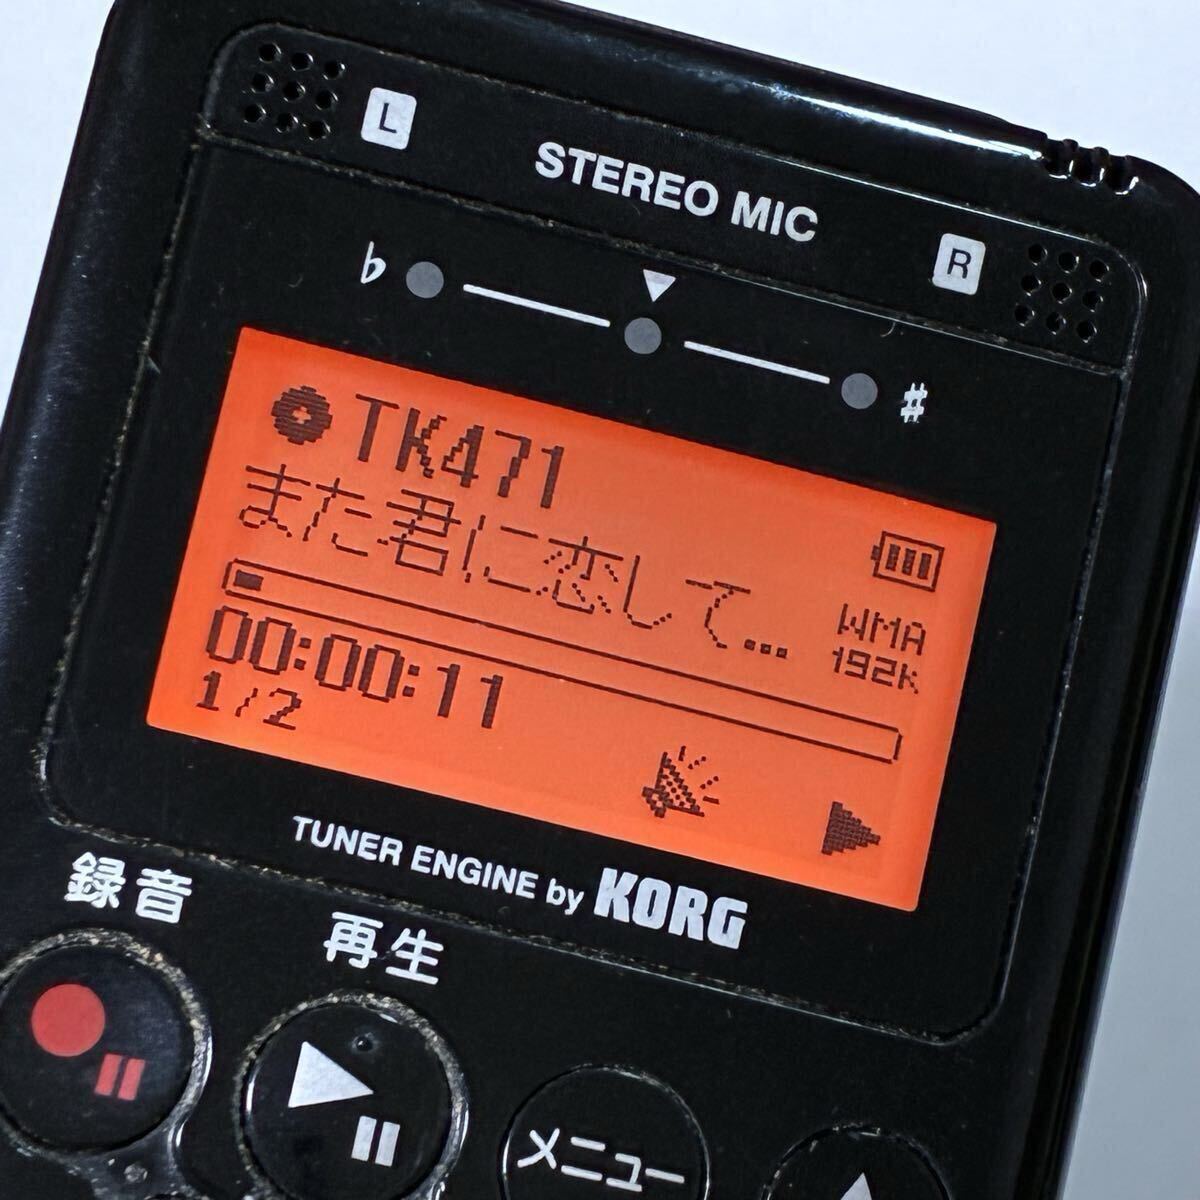 L
STEREO MIC
R
♭
♯
TK471
また君に恋して...
WMA
192K
00:00:11
1/2
TUNER ENGINE by KORG
録音
再生
メニュー